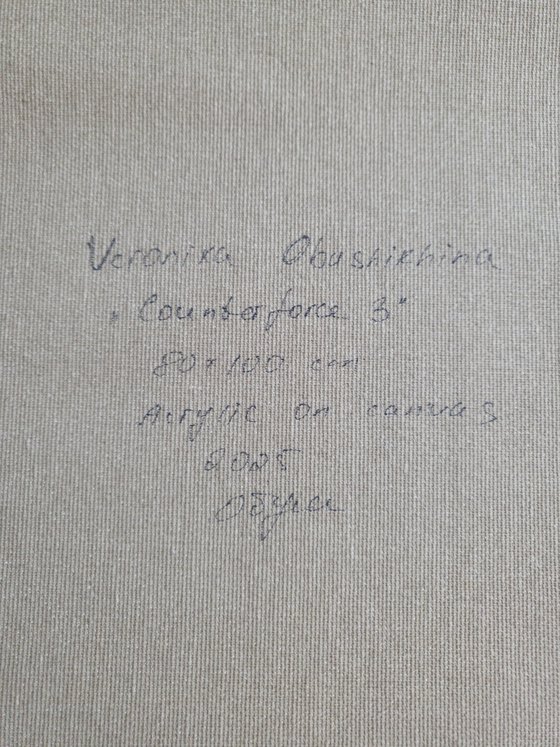 Veronika Obushikhina
"Counterforce 3"
80×100 cm
Acrylic on canvas
2025